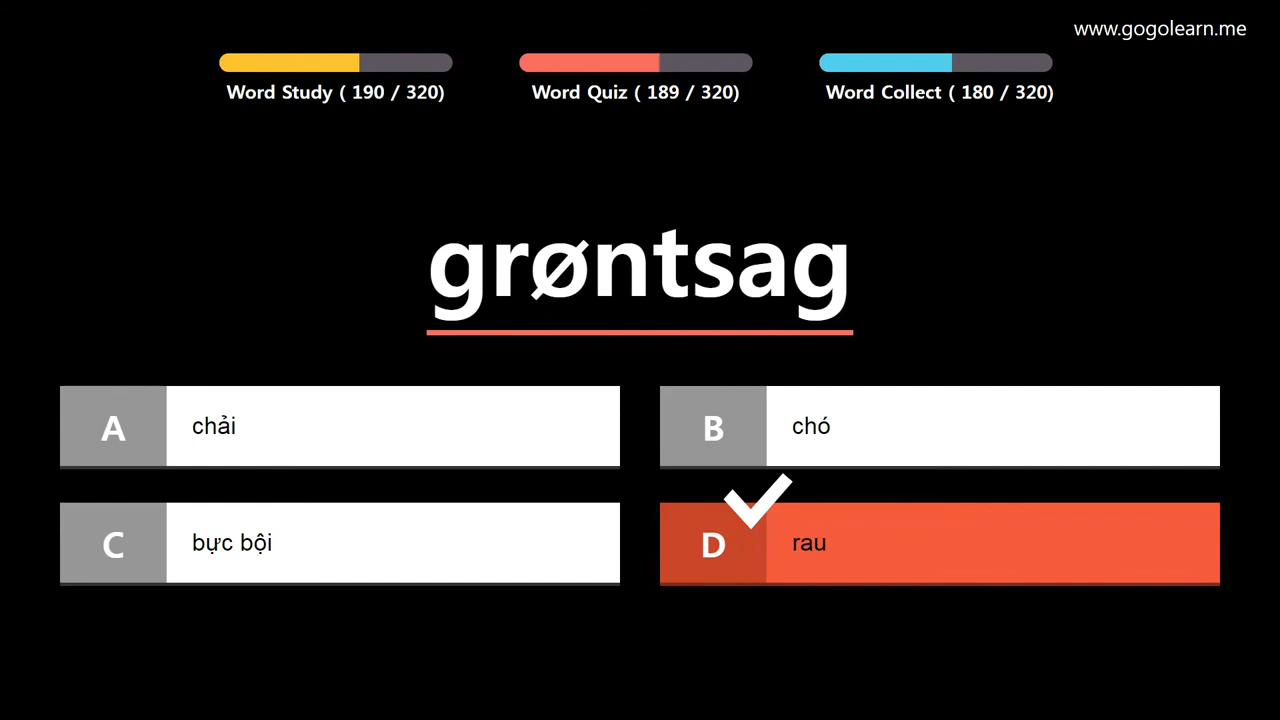 www.gogolearn.me
Word Study ( 190 / 320)
Word Quiz ( 189 / 320)
Word Collect ( 180 / 320)
grøntsag
A chải
B chó
C bực bội
D rau